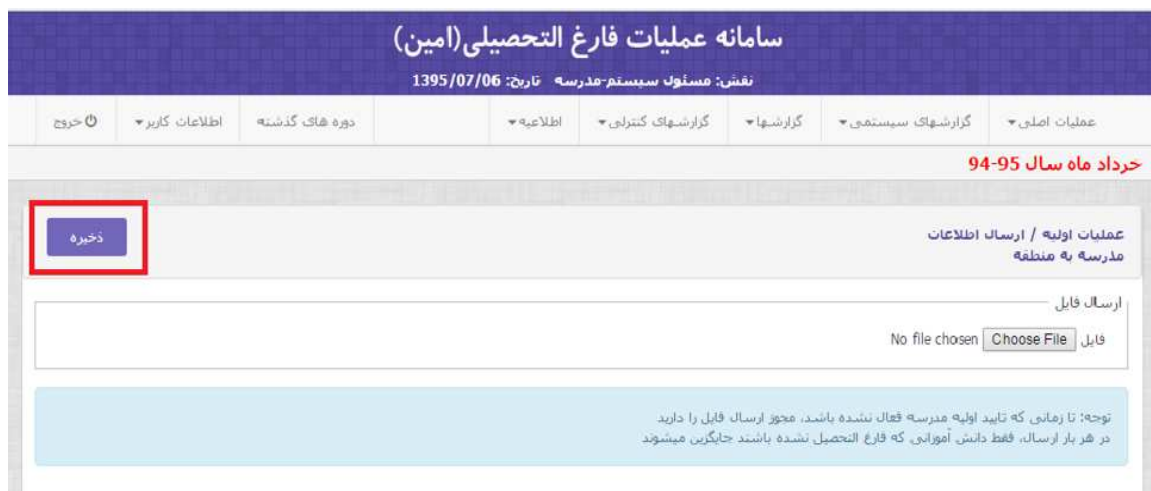 سامانه عملیات فارغ التحصیلی(امین)
نقش: مسئول سیستم-مدرسه تاریخ: 1395/07/06
عملیات اصلی گزارشهای سیستمی گزارشها گزارشهای کنترلی اطلاعیه دوره های گذشته اطلاعات کاربر خروج
خرداد ماه سال 95-94
عملیات اولیه / ارسال اطلاعات
مدرسه به منطقه
ذخیره
ارسال فایل
فایل Choose File No file chosen
توجه: تا زمانی که تایید اولیه مدرسه فعال نشده باشد، مجوز ارسال فایل را دارید
در هر بار ارسال، فقط دانش آموزانی که فارغ التحصیل نشده باشند جایگزین میشوند